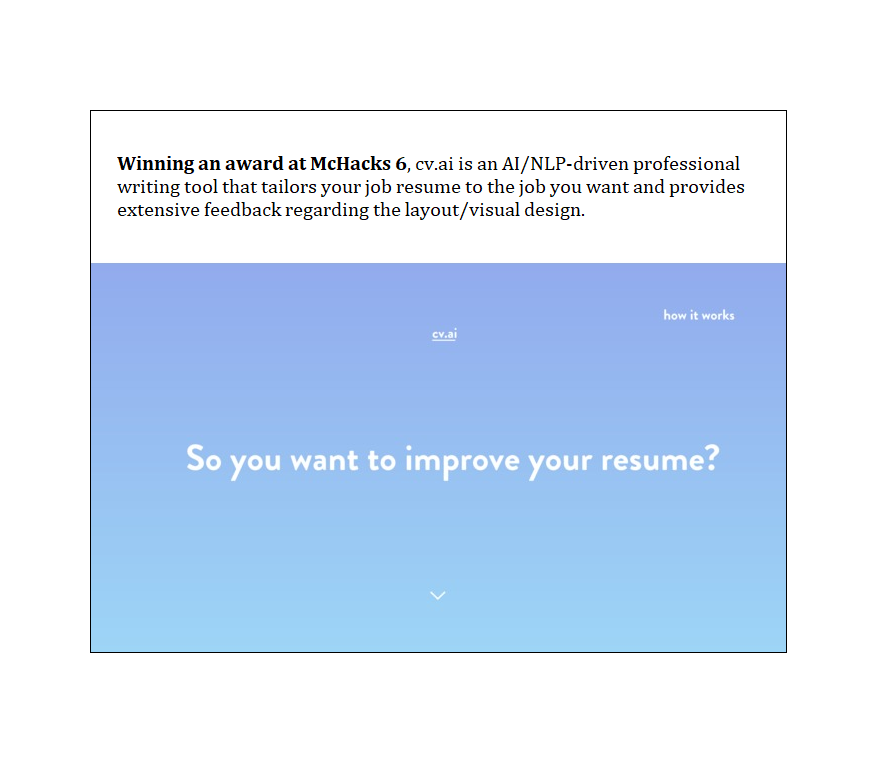 Winning an award at McHacks 6, cv.ai is an AI/NLP-driven professional
writing tool that tailors your job resume to the job you want and provides
extensive feedback regarding the layout/visual design.
how it works
cv.ai
So you want to improve your resume?